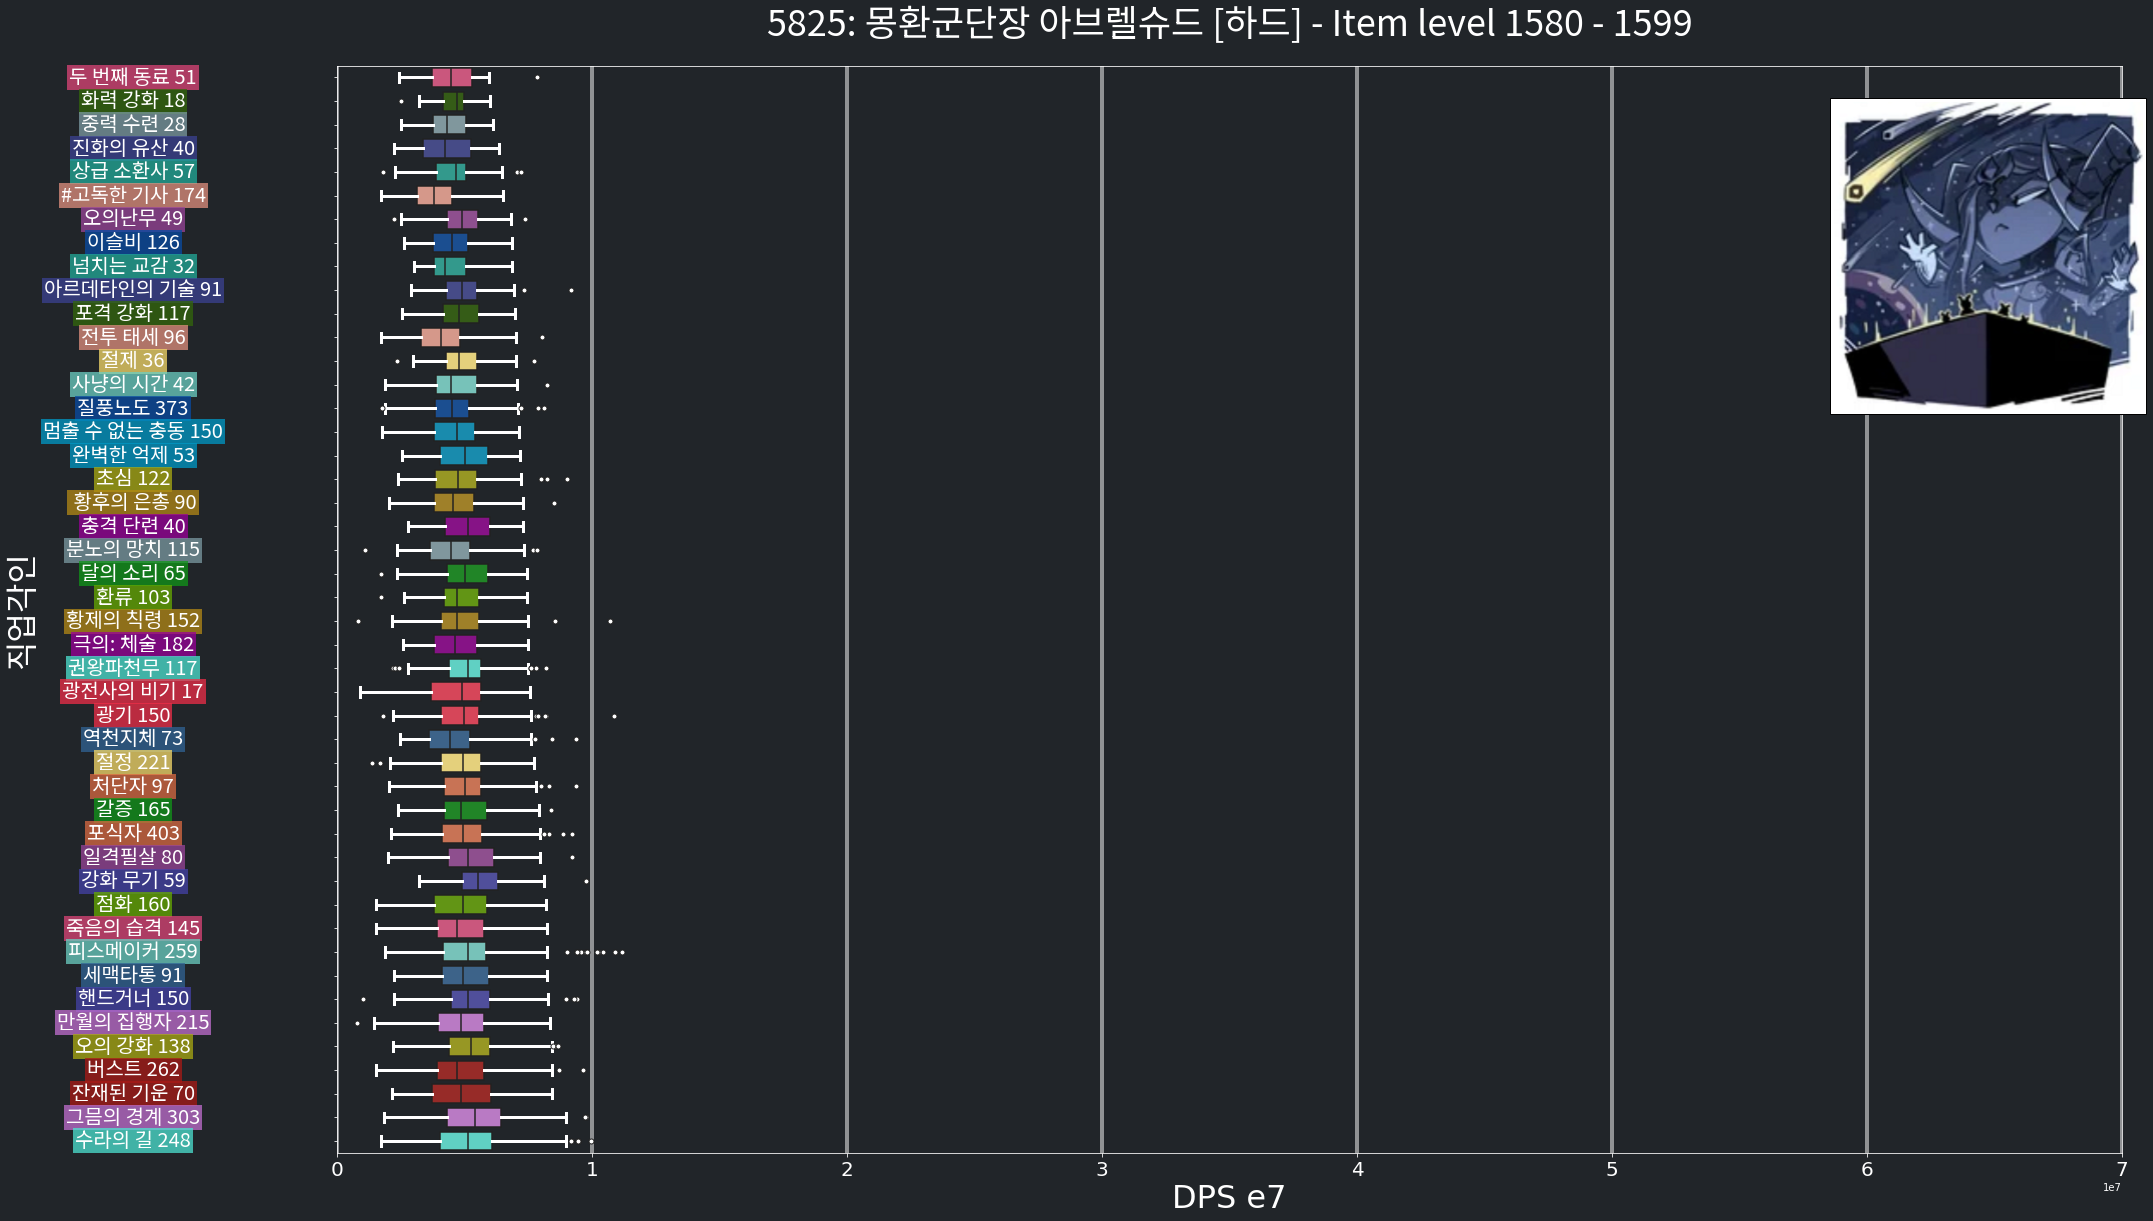 5825: 몽환군단장 아브렐슈드 [하드] - Item level 1580 - 1599
두 번째 동료 51
화력 강화 18
중력 수련 28
진화의 유산 40
상급 소환사 57
#고독한 기사 174
오의난무 49
이슬비 126
넘치는 교감 32
아르데타인의 기술 91
포격 강화 117
전투 태세 96
절제 36
사냥의 시간 42
질풍노도 373
멈출 수 없는 충동 150
완벽한 억제 53
초심 122
황후의 은총 90
충격 단련 40
분노의 망치 115
달의 소리 65
환류 103
황제의 칙령 152
극의: 체술 182
권왕파천무 117
광전사의 비기 17
광기 150
역천지체 73
절정 221
처단자 97
갈증 165
포식자 403
일격필살 80
강화 무기 59
점화 160
죽음의 습격 145
피스메이커 259
세맥타통 91
핸드거너 150
만월의 집행자 215
오의 강화 138
버스트 262
잔재된 기운 70
그믐의 경계 303
수라의 길 248
직업각인
0 1 2 3 4 5 6 7
1e7
DPS e7